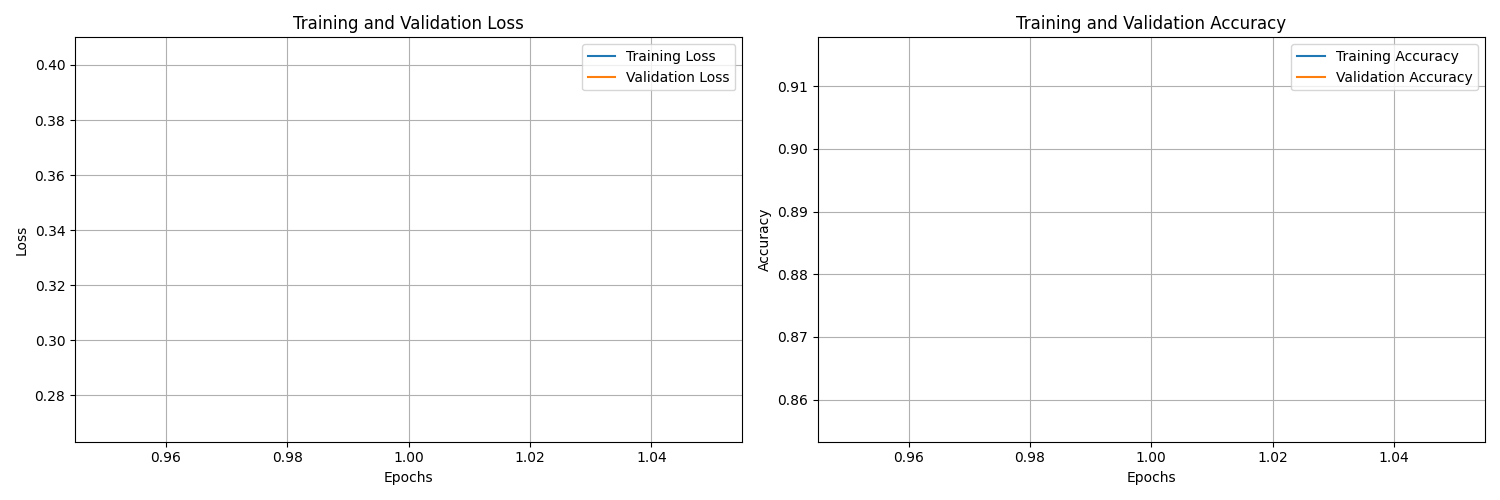 Training and Validation Loss
Training Loss
Validation Loss
0.40
0.38
0.36
0.34
0.32
0.30
0.28
Loss
0.96
0.98
1.00
1.02
1.04
Epochs
Training and Validation Accuracy
Training Accuracy
Validation Accuracy
0.91
0.90
0.89
0.88
0.87
0.86
Accuracy
0.96
0.98
1.00
1.02
1.04
Epochs